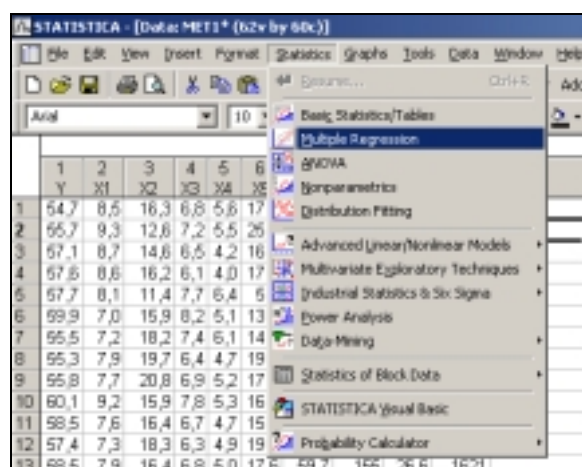 STATISTICA - [Data: MET1* (62v by 60c)]
File Edit View Insert Format Statistics Graphs Tools Data Window Help
Resume... Ctrl+R
Arial 10
Basic Statistics/Tables
Multiple Regression
ANOVA
Nonparametrics
Distribution Fitting
Advanced Linear/Nonlinear Models
Multivariate Exploratory Techniques
Industrial Statistics & Six Sigma
Power Analysis
Data-Mining
Statistics of Block Data
STATISTICA Visual Basic
Probability Calculator
1 2 3 4 5 6
Y X1 X2 X3 X4
1 54,7 8,5 16,3 6,8 5,6 17
2 55,7 9,3 12,6 7,2 5,5 25
3 57,1 8,7 14,6 6,5 4,2 16
4 57,6 8,6 16,2 6,1 4,0 17
5 57,7 8,1 11,4 7,7 6,4 5
6 59,9 7,0 15,9 8,2 5,1 13
7 55,5 7,2 18,2 7,4 6,1 14
8 55,3 7,9 19,7 6,4 4,7 19
9 55,8 7,7 20,8 6,9 5,2 17
10 60,1 9,2 15,9 7,8 5,3 16
11 58,5 7,6 16,4 6,7 4,7 15
12 57,4 7,3 18,3 6,3 4,9 19